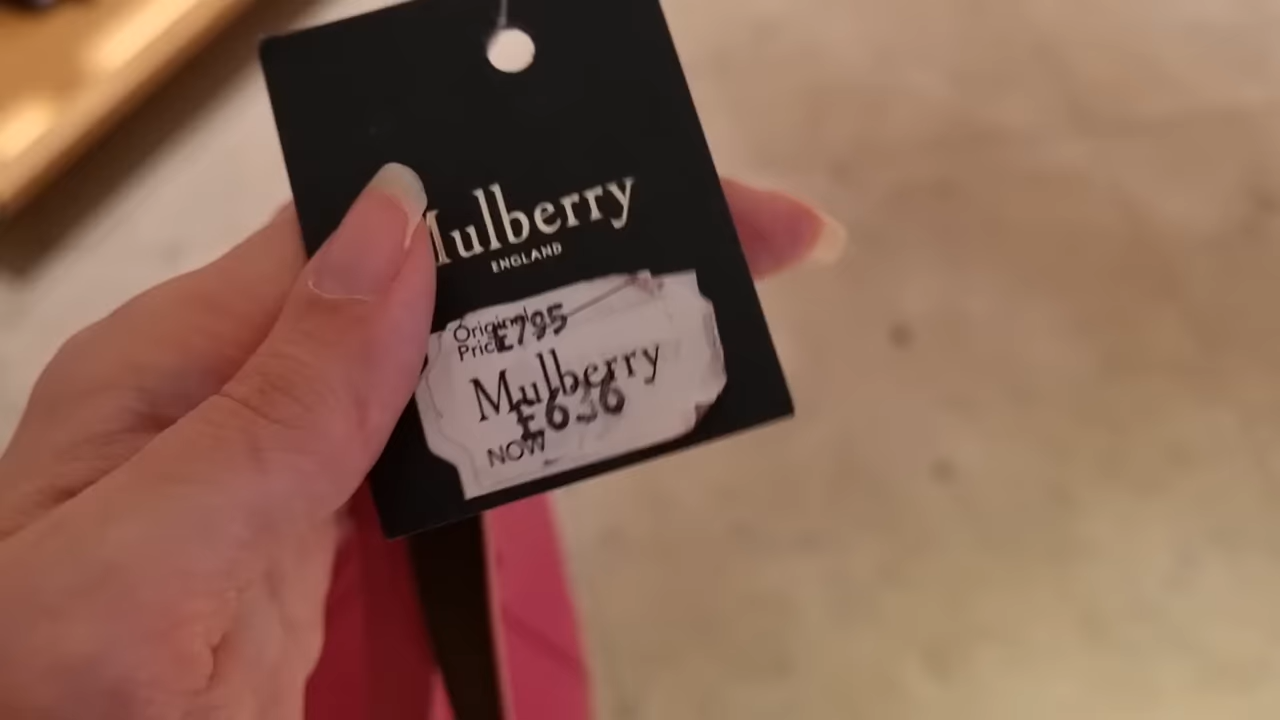 Mulberry
ENGLAND
Original £795
Price
Mulberry
£636
NOW